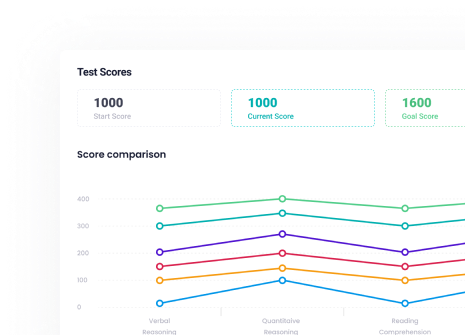 Test Scores
1000 1000 1600
Start Score Current Score Goal Score
Score comparison
400
300
200
100
0
Verbal Quantitaive Reading
Reasoning Reasoning Comprehension